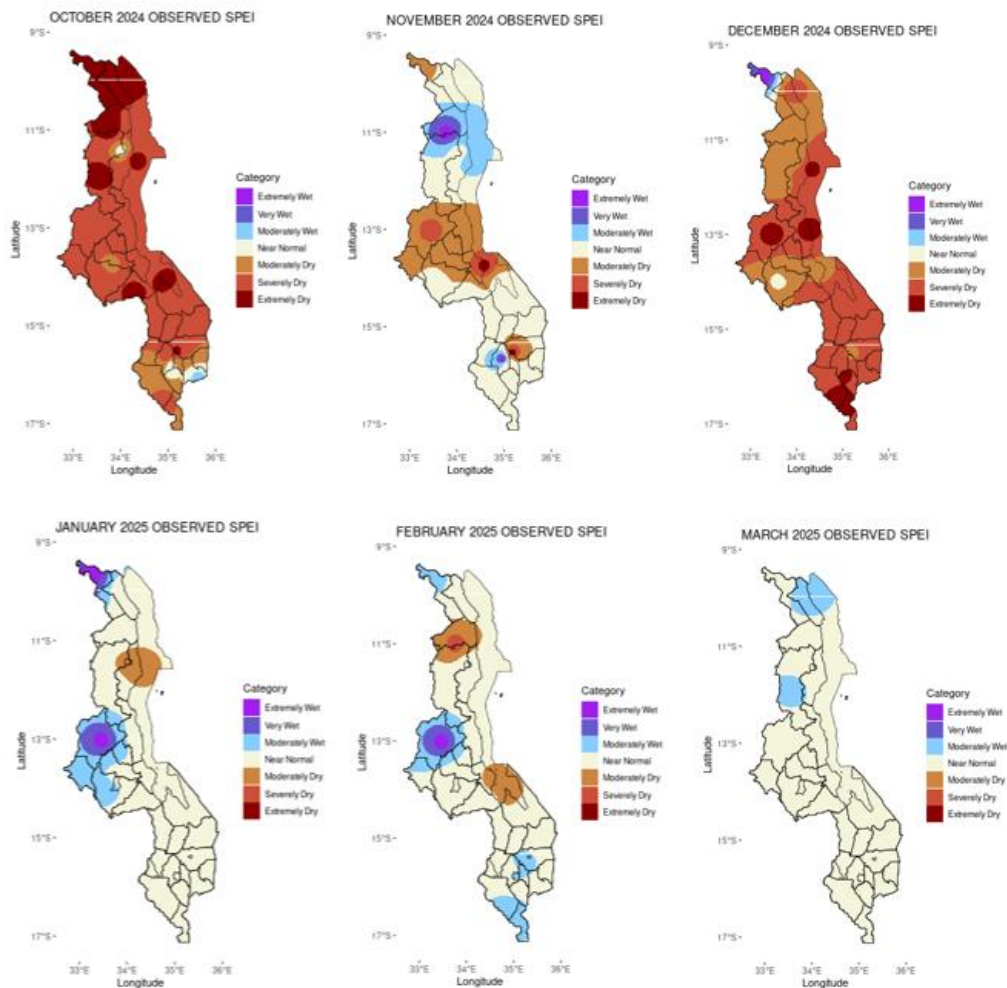 OCTOBER 2024 OBSERVED SPEI
9°S
11°S
13°S
15°S
17°S
Latitude
33°E 34°E 35°E 36°E
Longitude
Category
Extremely Wet
Very Wet
Moderately Wet
Near Normal
Moderately Dry
Severely Dry
Extremely Dry
NOVEMBER 2024 OBSERVED SPEI
9°S
11°S
13°S
15°S
17°S
Latitude
33°E 34°E 35°E 36°E
Longitude
Category
Extremely Wet
Very Wet
Moderately Wet
Near Normal
Moderately Dry
Severely Dry
Extremely Dry
DECEMBER 2024 OBSERVED SPEI
9°S
11°S
13°S
15°S
17°S
Latitude
33°E 34°E 35°E 36°E
Longitude
Category
Extremely Wet
Very Wet
Moderately Wet
Near Normal
Moderately Dry
Severely Dry
Extremely Dry
JANUARY 2025 OBSERVED SPEI
9°S
11°S
13°S
15°S
17°S
Latitude
33°E 34°E 35°E 36°E
Longitude
Category
Extremely Wet
Very Wet
Moderately Wet
Near Normal
Moderately Dry
Severely Dry
Extremely Dry
FEBRUARY 2025 OBSERVED SPEI
9°S
11°S
13°S
15°S
17°S
Latitude
33°E 34°E 35°E 36°E
Longitude
Category
Extremely Wet
Very Wet
Moderately Wet
Near Normal
Moderately Dry
Severely Dry
Extremely Dry
MARCH 2025 OBSERVED SPEI
9°S
11°S
13°S
15°S
17°S
Latitude
33°E 34°E 35°E 36°E
Longitude
Category
Extremely Wet
Very Wet
Moderately Wet
Near Normal
Moderately Dry
Severely Dry
Extremely Dry